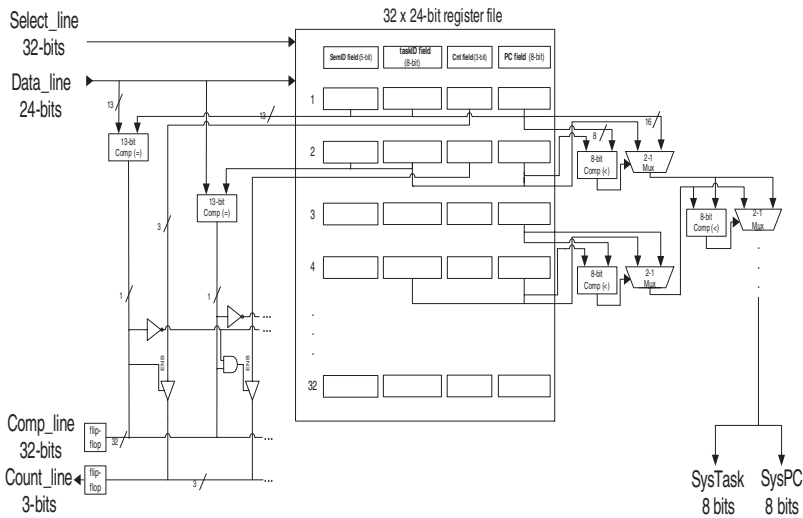 32 x 24-bit register file
Select_line
32-bits
Data_line
24-bits
SemID field (5-bit)
taskID field
(8-bit)
Cnt field (3-bit)
PC field (8-bit)
1
2
3
4
.
.
.
32
13
13
16
8
13-bit
Comp (=)
13-bit
Comp (=)
8-bit
Comp (<)
2-1
Mux
8-bit
Comp (<)
2-1
Mux
8-bit
Comp (<)
2-1
Mux
.
.
.
3
1
1
...
...
ENB
ENB
Comp_line
32-bits
flip-
flop
32
...
Count_line
3-bits
flip-
flop
3
...
SysTask
8 bits
SysPC
8 bits